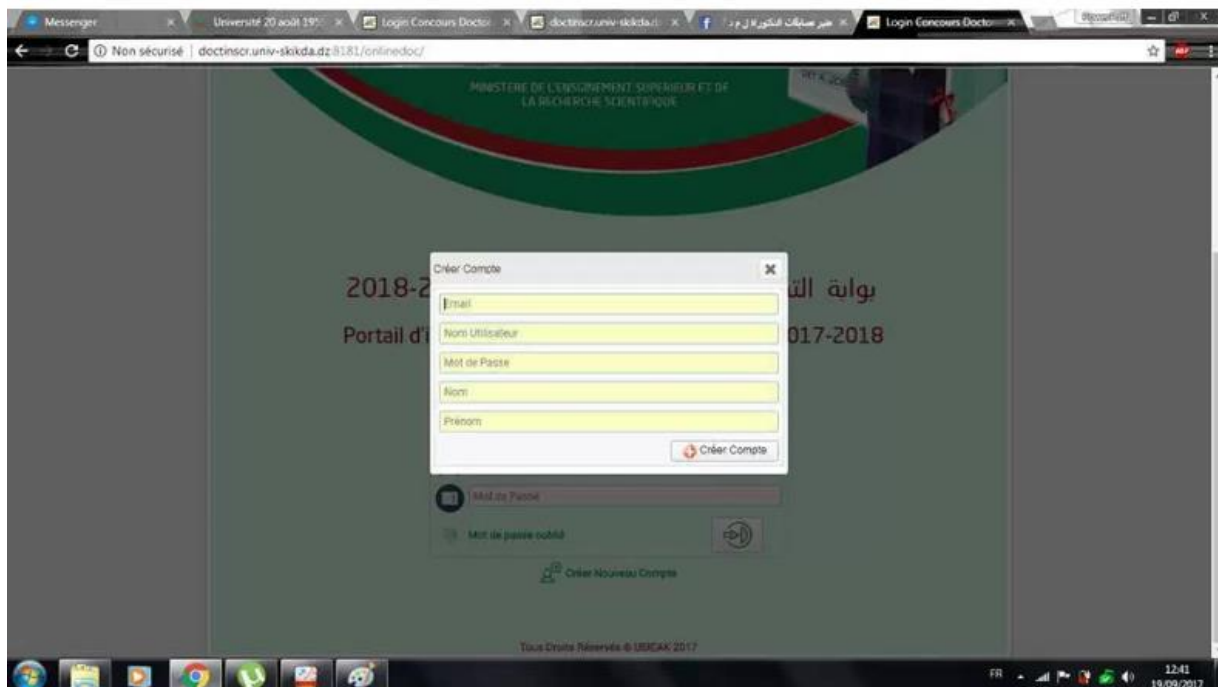 Messenger
Université 20 août 195
Login Concours Doctor
doctinscr.univ-skikda.d
Login Concours Docto
Non sécurisé | doctinscr.univ-skikda.dz:8181/onlinedoc/
MINISTERE DE L'ENSGINEMENT SUPERIEUR ET DE
LA RECHERCHE SCIENTIFIQUE
Créer Compte
2018-2
بوابة الت
Email
Portail d'i
017-2018
Nom Utilisateur
Mot de Passe
Nom
Prénom
Créer Compte
Mot de Passe
Mot de passe oublié
Créer Nouveau Compte
Tous Droits Réservés © UDICAK 2017
FR
12:41
19/09/2017